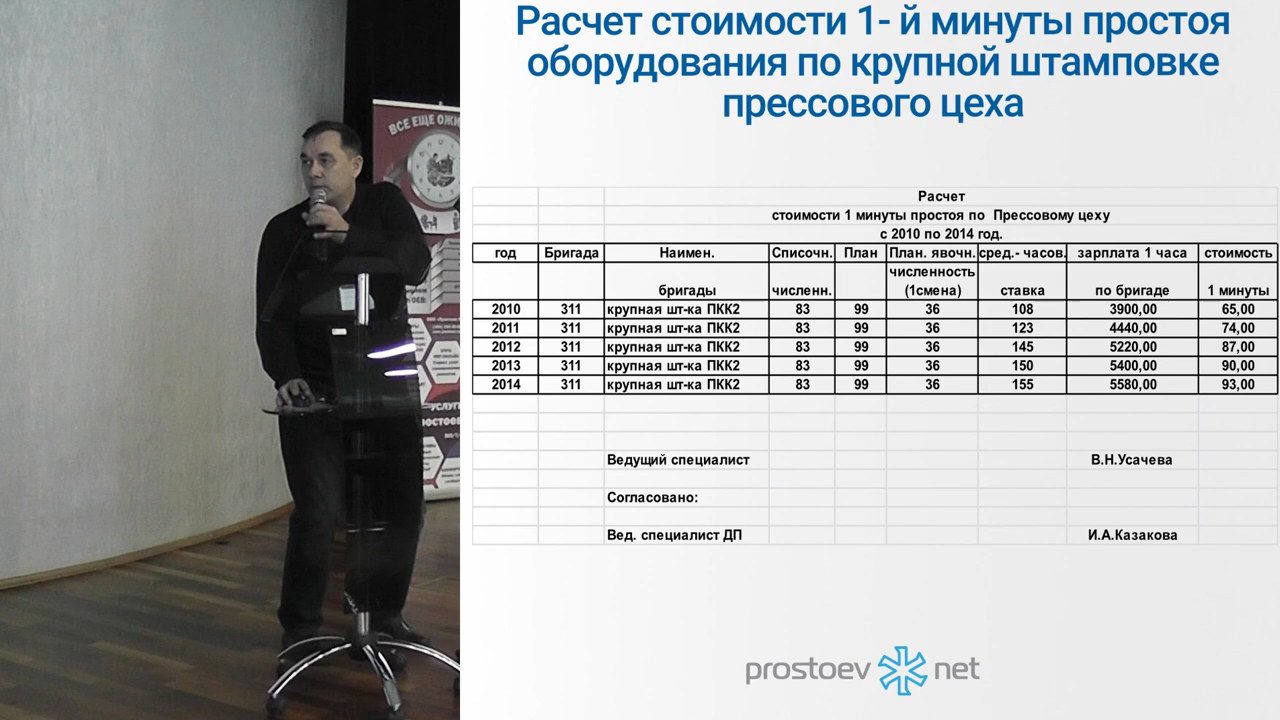 Расчет стоимости 1- й минуты простоя
оборудования по крупной штамповке
прессового цеха
ВСЕ ЕЩЕ
Расчет
стоимости 1 минуты простоя по Прессовому цеху
с 2010 по 2014 год.
год Бригада Наимен. Списочн. План План. явочн. сред.- часов. зарплата 1 часа стоимость
численность
бригады численн. (1смена) ставка по бригаде 1 минуты
2010 311 крупная шт-ка ПКК2 83 99 36 108 3900,00 65,00
2011 311 крупная шт-ка ПКК2 83 99 36 123 4440,00 74,00
2012 311 крупная шт-ка ПКК2 83 99 36 145 5220,00 87,00
2013 311 крупная шт-ка ПКК2 83 99 36 150 5400,00 90,00
2014 311 крупная шт-ка ПКК2 83 99 36 155 5580,00 93,00
Ведущий специалист В.Н.Усачева
Согласовано:
Вед. специалист ДП И.А.Казакова
prostoev net